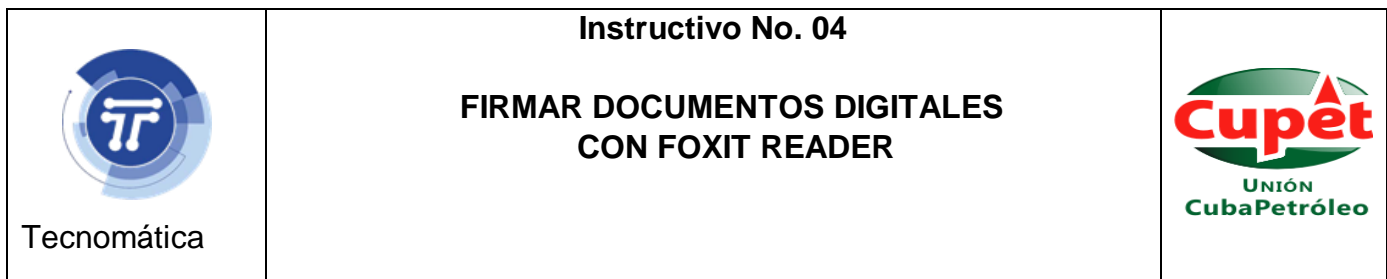 Instructivo No. 04
FIRMAR DOCUMENTOS DIGITALES
CON FOXIT READER
Tecnomática
Cupet
UNIÓN
CubaPetróleo